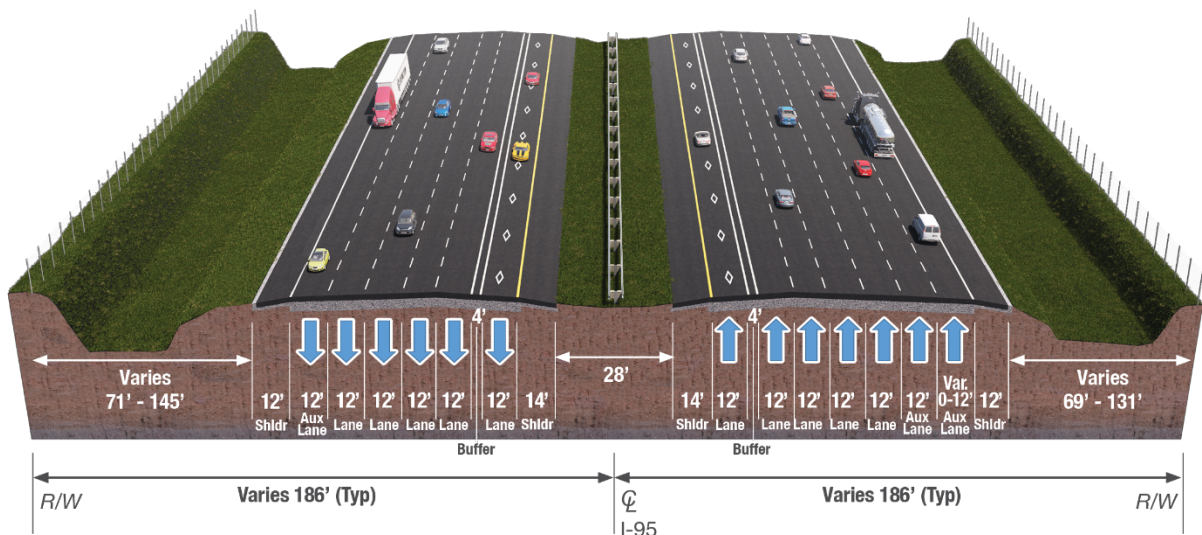 4'
4'
Varies
71' - 145'
12'
Shldr
12'
Aux
Lane
12'
Lane
12'
Lane
12'
Lane
12'
Lane
12'
Lane
14'
Shldr
Buffer
28'
14'
Shldr
12'
Lane
Buffer
12'
Lane
12'
Lane
12'
Lane
12'
Lane
12'
Aux
Lane
Var.
0-12'
Aux
Lane
12'
Shldr
Varies
69' - 131'
R/W
Varies 186' (Typ)
℄
I-95
Varies 186' (Typ)
R/W